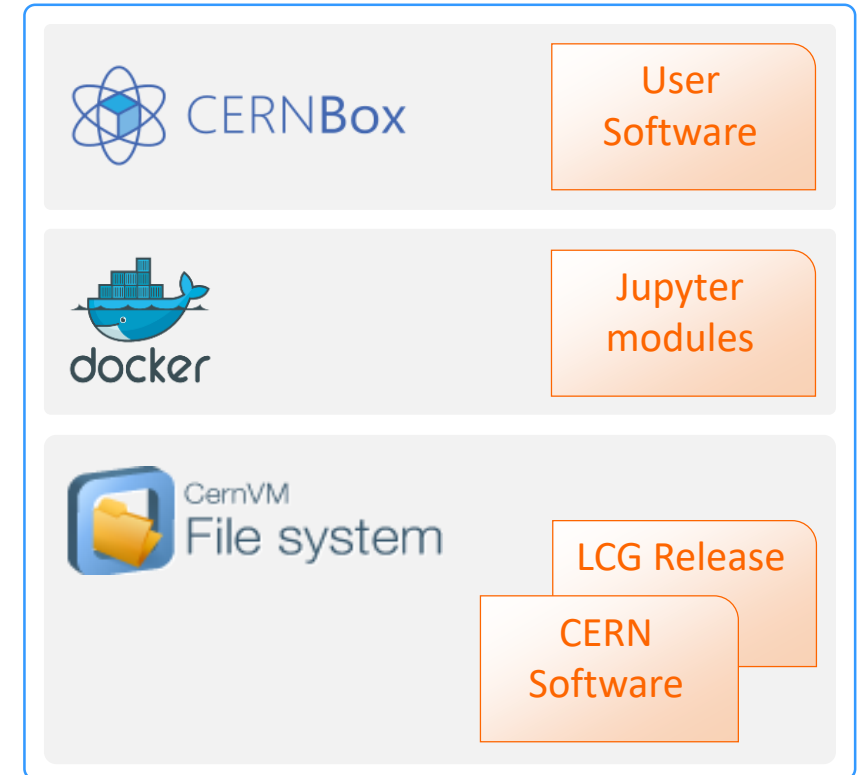 CERNBox
User
Software
docker
Jupyter
modules
CernVM
File system
LCG Release
CERN
Software